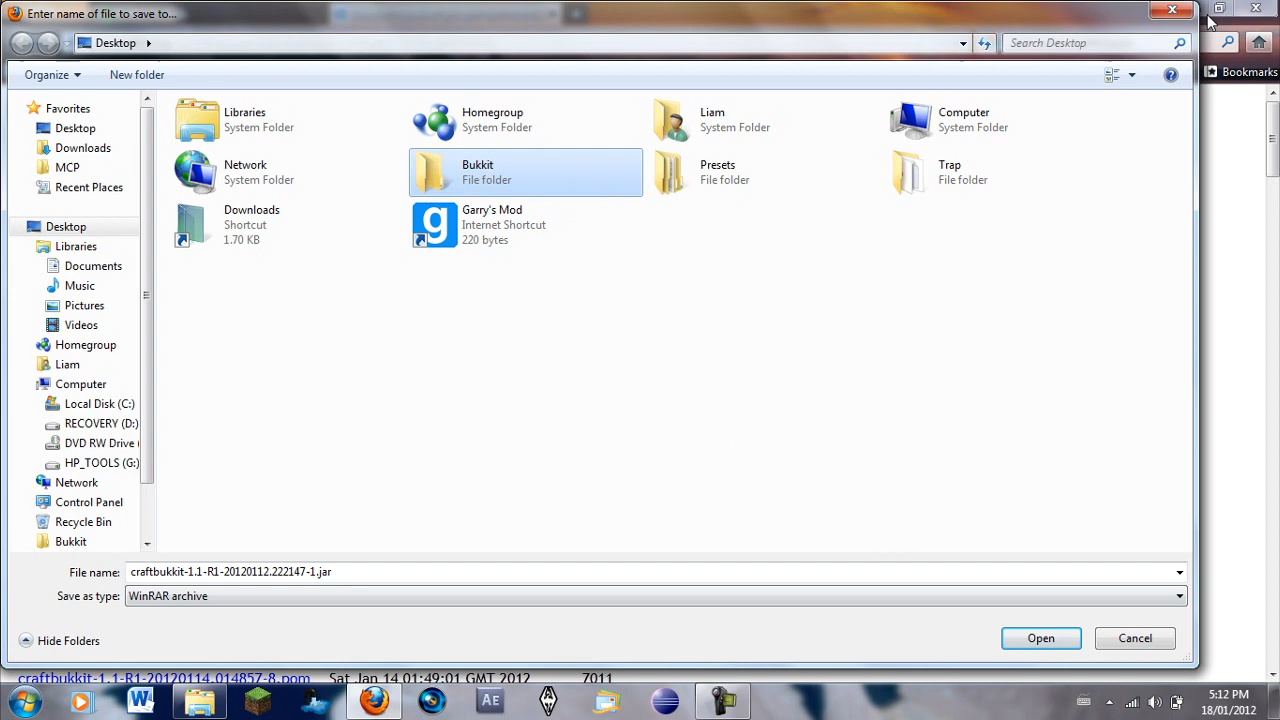 Enter name of file to save to...
Desktop
Search Desktop
Organize
New folder
Bookmarks
Favorites
Desktop
Downloads
MCP
Recent Places
Desktop
Libraries
Documents
Music
Pictures
Videos
Homegroup
Liam
Computer
Local Disk (C:)
RECOVERY (D:)
DVD RW Drive (
HP_TOOLS (G:)
Network
Control Panel
Recycle Bin
Bukkit
Libraries
System Folder
Homegroup
System Folder
Liam
System Folder
Computer
System Folder
Network
System Folder
Bukkit
File folder
Presets
File folder
Trap
File folder
Downloads
Shortcut
1.70 KB
g
Garry's Mod
Internet Shortcut
220 bytes
File name: craftbukkit-1.1-R1-20120112.222147-1.jar
Save as type: WinRAR archive
Hide Folders
Open
Cancel
craftbukkit-1.1-R1-20120114.014857-8.pom Sat Jan 14 01:49:01 GMT 2012 7011
W
Ae
5:12 PM
18/01/2012